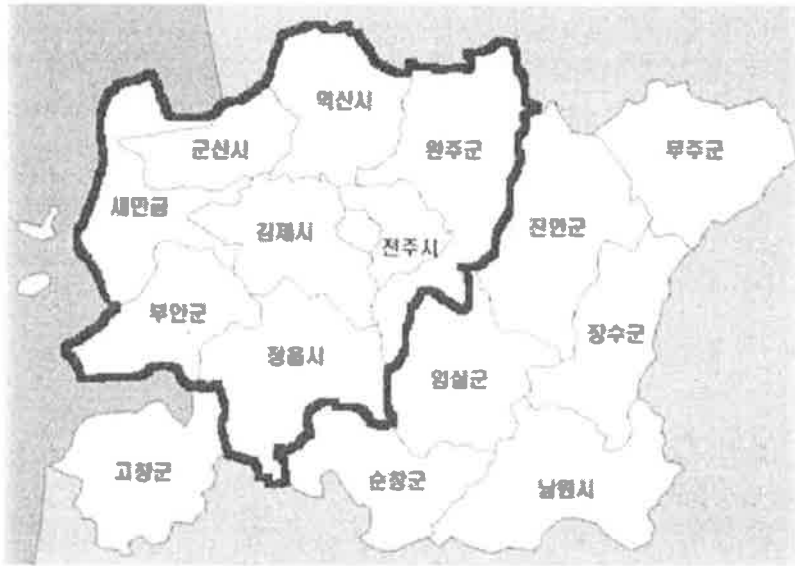 익산시
군산시
완주군
무주군
새만금
김제시
전주시
진안군
부안군
정읍시
장수군
임실군
고창군
순창군
남원시